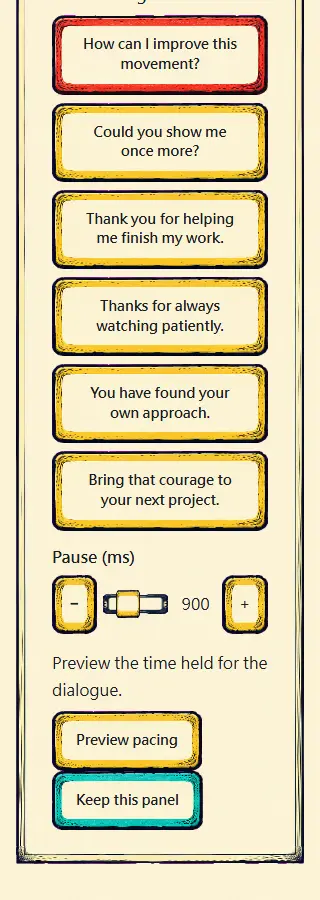 How can I improve this
movement?
Could you show me
once more?
Thank you for helping
me finish my work.
Thanks for always
watching patiently.
You have found your
own approach.
Bring that courage to
your next project.
Pause (ms)
− 900 +
Preview the time held for the
dialogue.
Preview pacing
Keep this panel